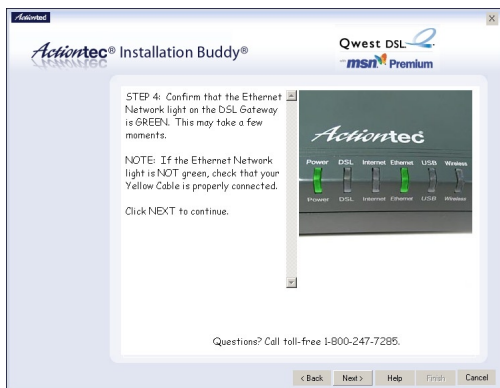 Actiontec
Actiontec® Installation Buddy®
Qwest DSL
msn Premium
STEP 4: Confirm that the Ethernet
Network light on the DSL Gateway
is GREEN. This may take a few
moments.
NOTE: If the Ethernet Network
light is NOT green, check that your
Yellow Cable is properly connected.
Click NEXT to continue.
Actiontec
Power DSL Internet Ethernet USB Wireless
Power DSL Internet Ethernet USB Wireless
Questions? Call toll-free 1-800-247-7285.
< Back Next > Help Finish Cancel